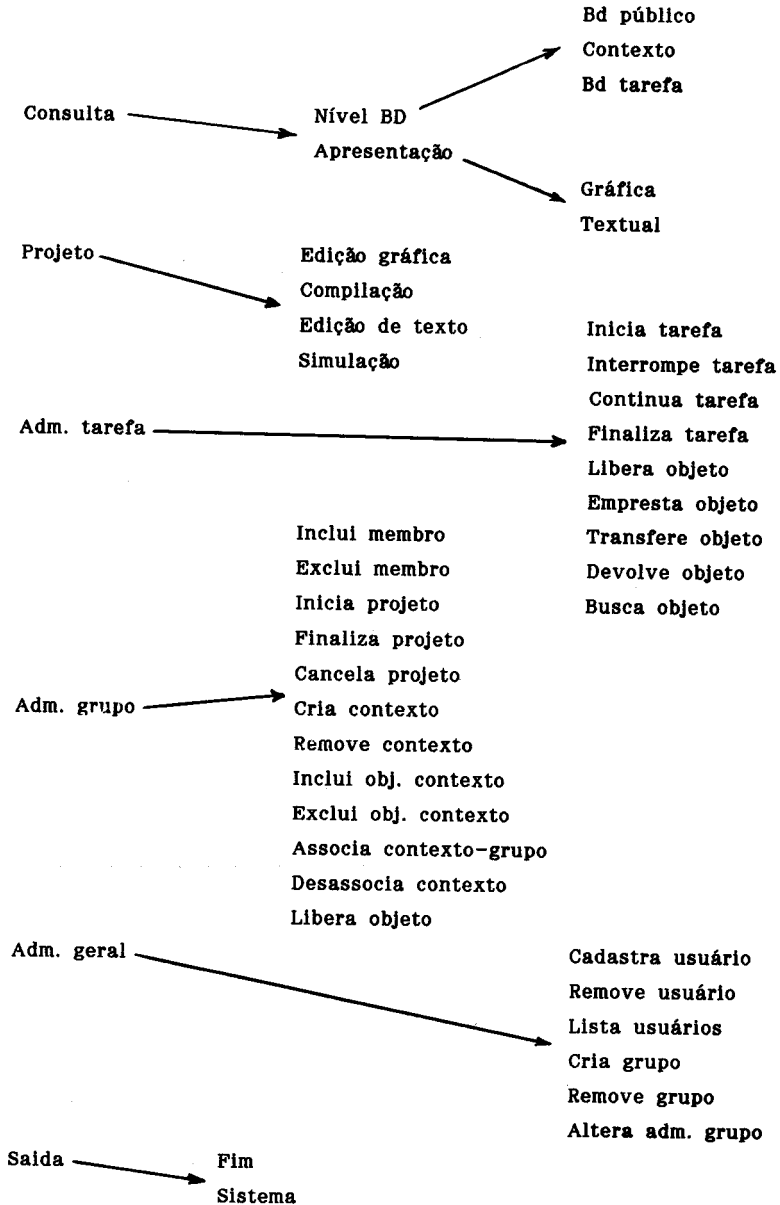 Consulta
Nível BD
Apresentação
Bd público
Contexto
Bd tarefa
Gráfica
Textual
Projeto
Edição gráfica
Compilação
Edição de texto
Simulação
Adm. tarefa
Inicia tarefa
Interrompe tarefa
Continua tarefa
Finaliza tarefa
Libera objeto
Empresta objeto
Transfere objeto
Devolve objeto
Busca objeto
Adm. grupo
Inclui membro
Exclui membro
Inicia projeto
Finaliza projeto
Cancela projeto
Cria contexto
Remove contexto
Inclui obj. contexto
Exclui obj. contexto
Associa contexto-grupo
Desassocia contexto
Libera objeto
Adm. geral
Cadastra usuário
Remove usuário
Lista usuários
Cria grupo
Remove grupo
Altera adm. grupo
Saida
Fim
Sistema